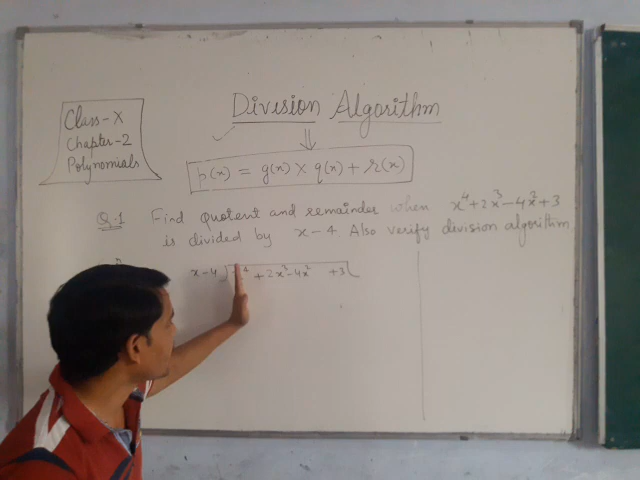 Division Algorithm
Class-X
Chapter-2
Polynomials
p(x) = g(x) × q(x) + r(x)
Q.1 Find quotent and remainder when x⁴+2x³-4x²+3
is divided by x-4 Also verify division algorithm
x-4 x⁴ + 2x³-4x² +3